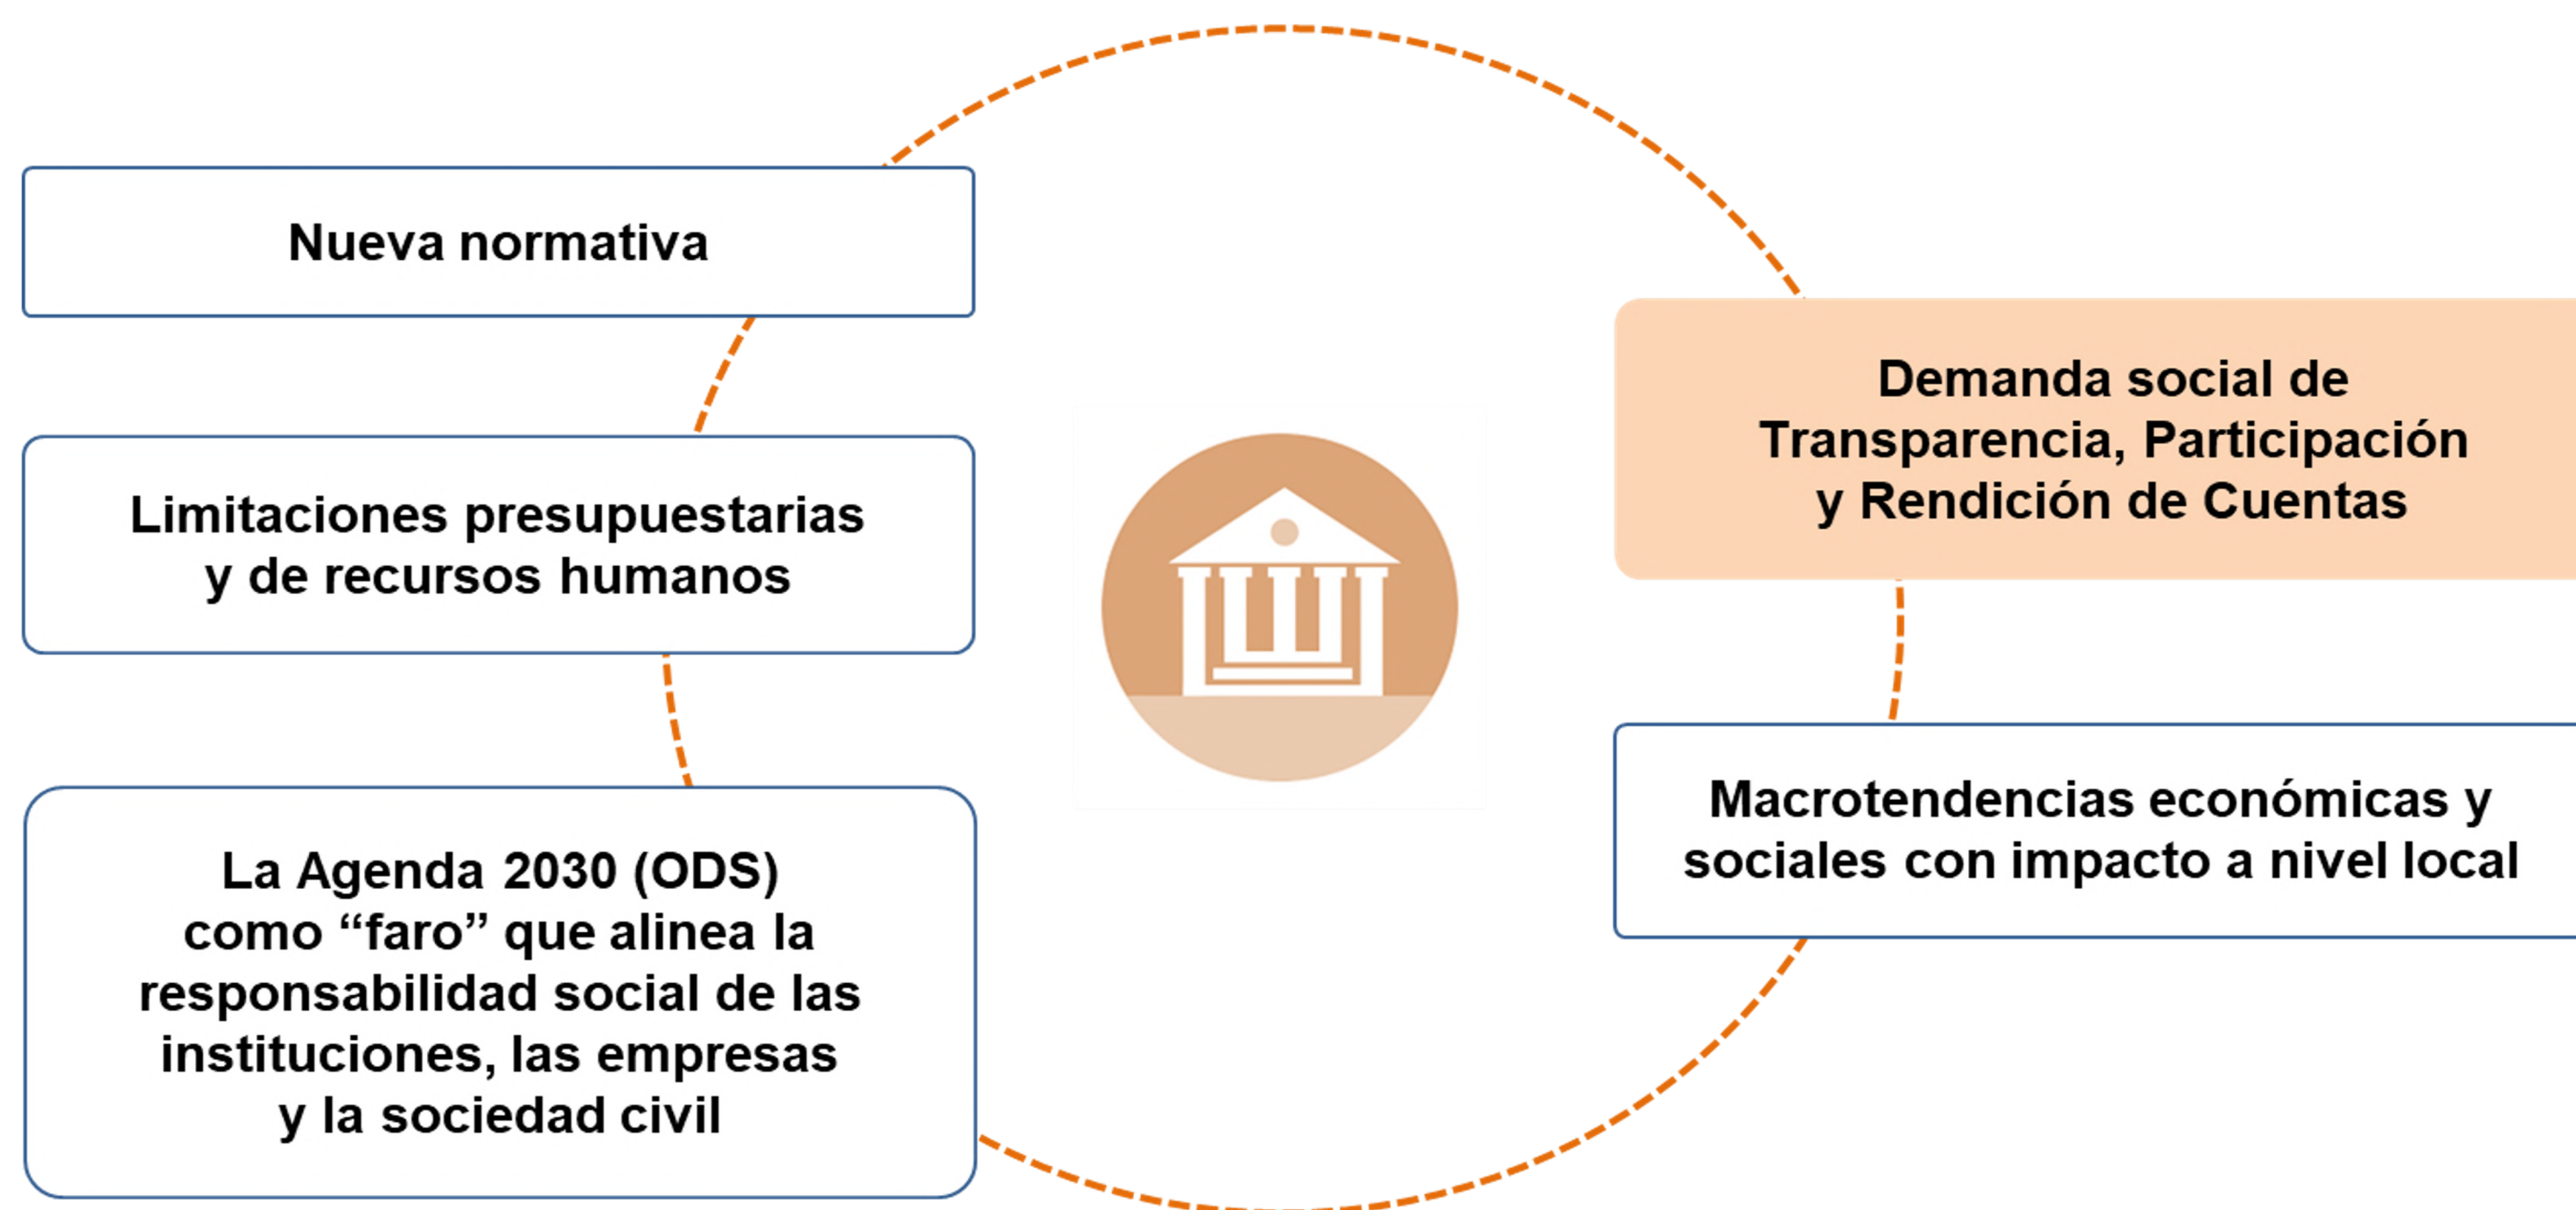 Nueva normativa
Limitaciones presupuestarias
y de recursos humanos
La Agenda 2030 (ODS)
como “faro” que alinea la
responsabilidad social de las
instituciones, las empresas
y la sociedad civil
Demanda social de
Transparencia, Participación
y Rendición de Cuentas
Macrotendencias económicas y
sociales con impacto a nivel local